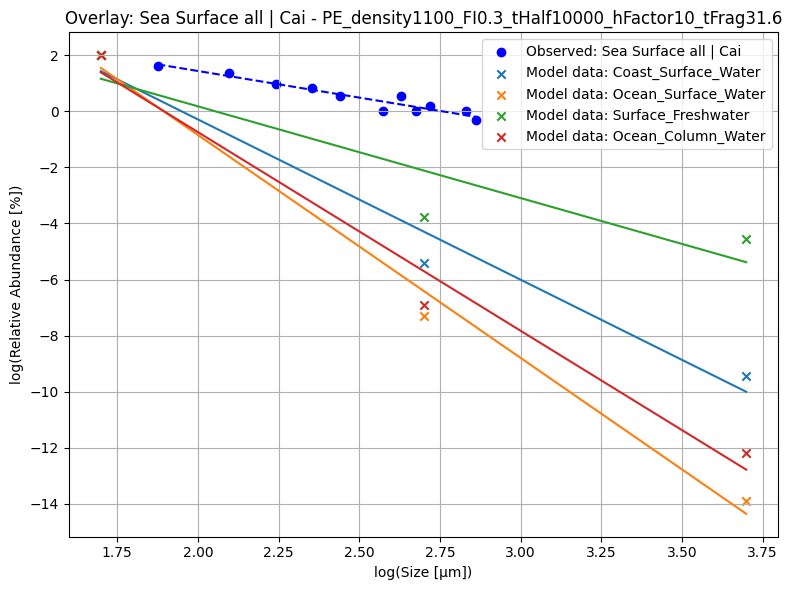 Overlay: Sea Surface all | Cai - PE_density1100_FI0.3_tHalf10000_hFactor10_tFrag31.6
Observed: Sea Surface all | Cai
Model data: Coast_Surface_Water
Model data: Ocean_Surface_Water
Model data: Surface_Freshwater
Model data: Ocean_Column_Water
log(Relative Abundance [%])
2
0
−2
−4
−6
−8
−10
−12
−14
1.75
2.00
2.25
2.50
2.75
3.00
3.25
3.50
3.75
log(Size [µm])